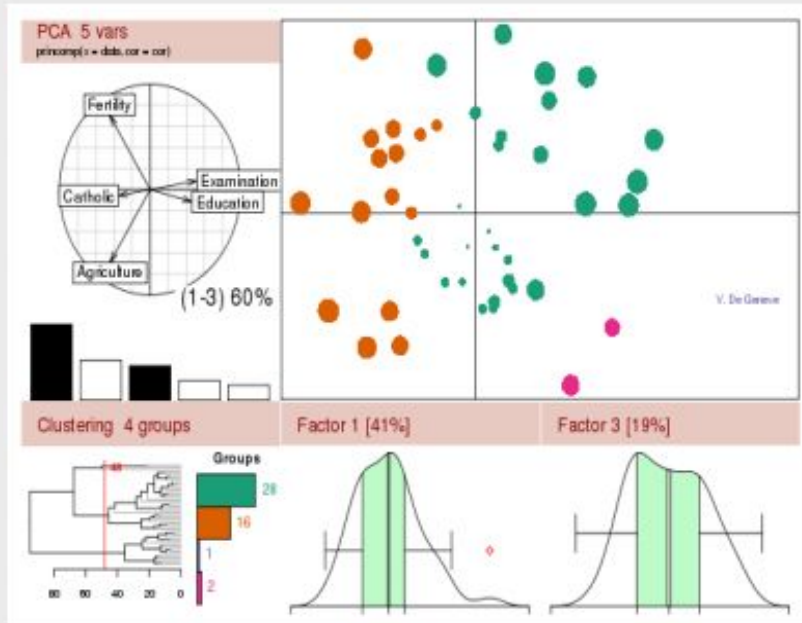 PCA 5 vars
princomp(x = data, cor = cor)
Fertility
Examination
Catholic
Education
Agriculture
(1-3) 60%
V. De Geneve
Clustering 4 groups
Factor 1 [41%]
Factor 3 [19%]
Groups
28
16
1
2
80 60 40 20 0